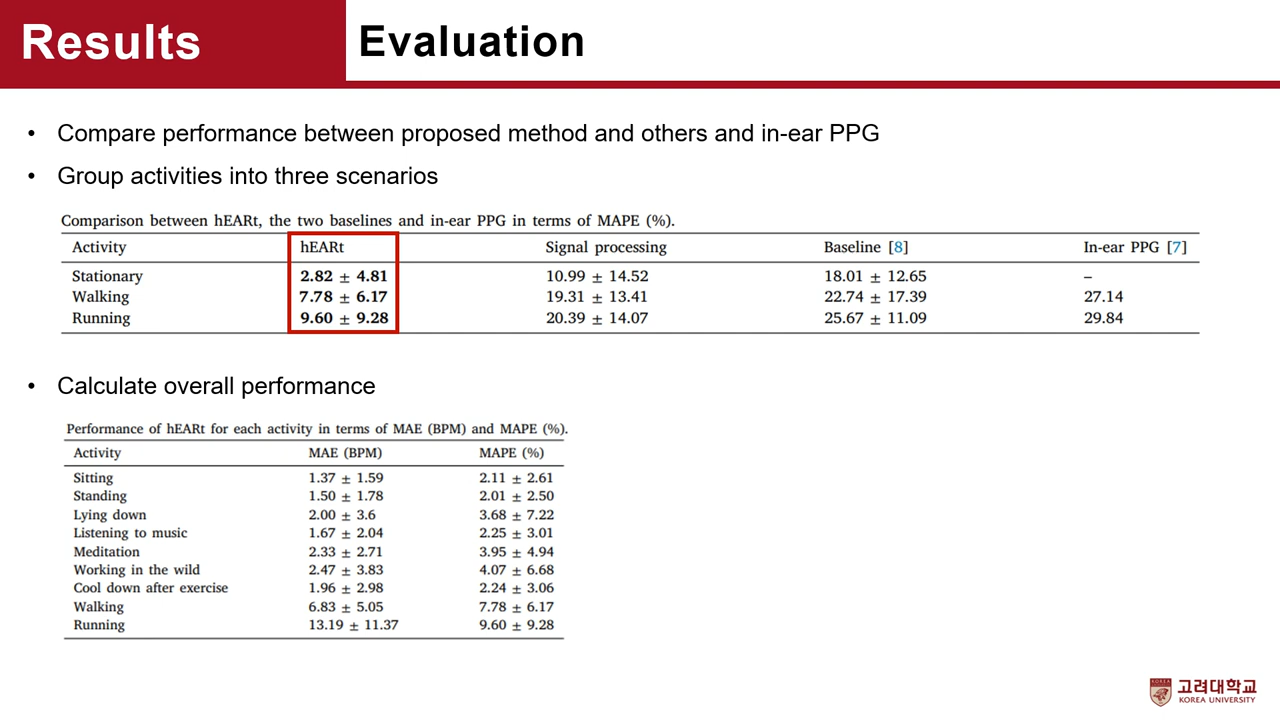 Results
Evaluation
• Compare performance between proposed method and others and in-ear PPG
• Group activities into three scenarios
Comparison between hEARt, the two baselines and in-ear PPG in terms of MAPE (%).
Activity hEARt Signal processing Baseline [8] In-ear PPG [7]
Stationary 2.82 ± 4.81 10.99 ± 14.52 18.01 ± 12.65 –
Walking 7.78 ± 6.17 19.31 ± 13.41 22.74 ± 17.39 27.14
Running 9.60 ± 9.28 20.39 ± 14.07 25.67 ± 11.09 29.84
• Calculate overall performance
Performance of hEARt for each activity in terms of MAE (BPM) and MAPE (%).
Activity MAE (BPM) MAPE (%)
Sitting 1.37 ± 1.59 2.11 ± 2.61
Standing 1.50 ± 1.78 2.01 ± 2.50
Lying down 2.00 ± 3.6 3.68 ± 7.22
Listening to music 1.67 ± 2.04 2.25 ± 3.01
Meditation 2.33 ± 2.71 3.95 ± 4.94
Working in the wild 2.47 ± 3.83 4.07 ± 6.68
Cool down after exercise 1.96 ± 2.98 2.24 ± 3.06
Walking 6.83 ± 5.05 7.78 ± 6.17
Running 13.19 ± 11.37 9.60 ± 9.28
고려대학교
KOREA UNIVERSITY